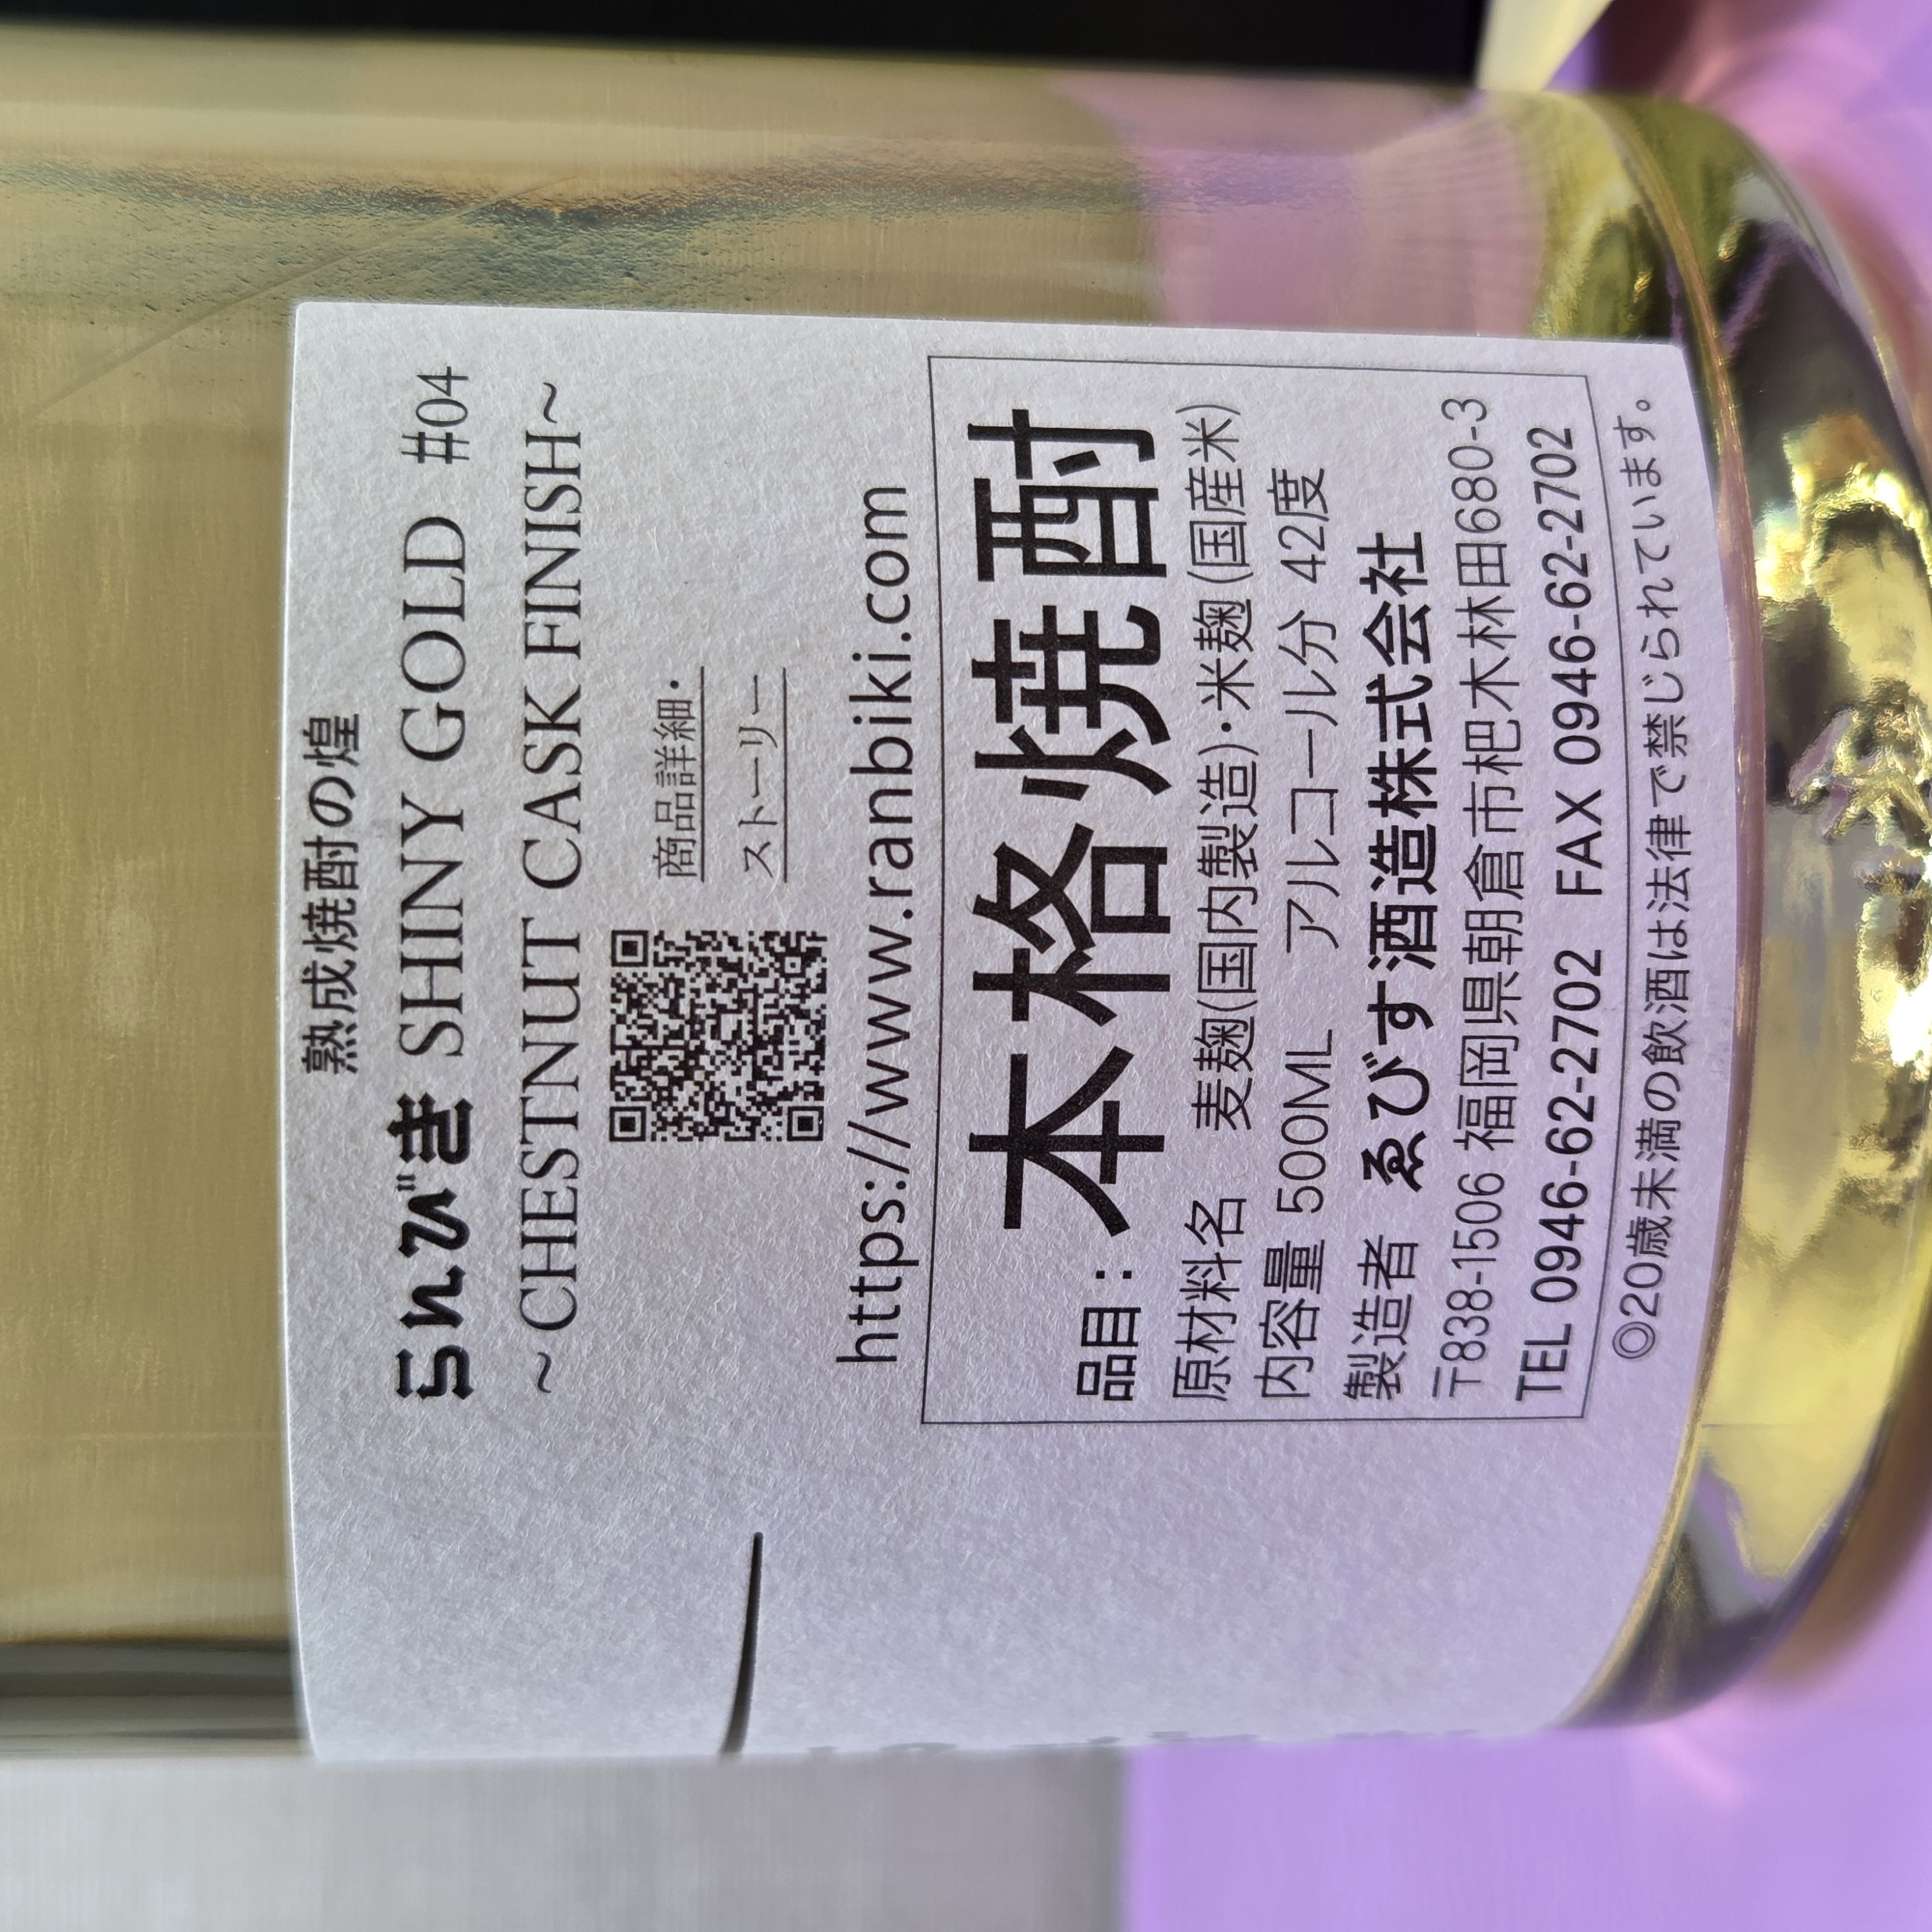 熟成焼酎の煌
らんびき SHINY GOLD #04
~CHESTNUT CASK FINISH~
商品詳細・
ストーリー
https://www.ranbiki.com
品目：本格焼酎
原材料名 麦麹(国内製造)・米麹(国産米)
内容量 500ML アルコール分 42度
製造者 ゑびす酒造株式会社
〒838-1506 福岡県朝倉市杷木林田680-3
TEL 0946-62-2702 FAX 0946-62-2702
◎20歳未満の飲酒は法律で禁じられています。